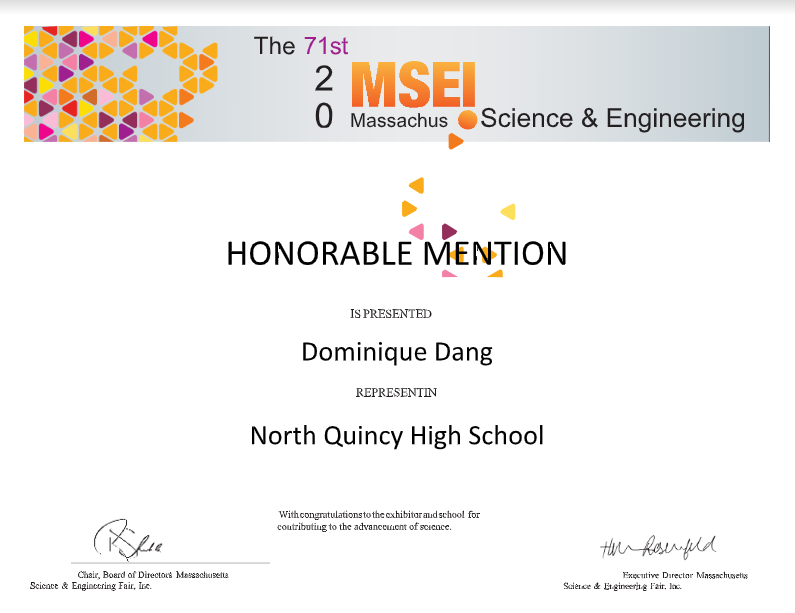 The 71st
2
0
MSEI
Massachus Science & Engineering
HONORABLE MENTION
IS PRESENTED
Dominique Dang
REPRESENTIN
North Quincy High School
With congratulations to the exhibitor and school for
contributing to the advancement of science.
Chair, Board of Directors Massachusetts
Science & Engineering Fair, Inc.
Executive Director Massachusetts
Science & Engineering Fair, Inc.